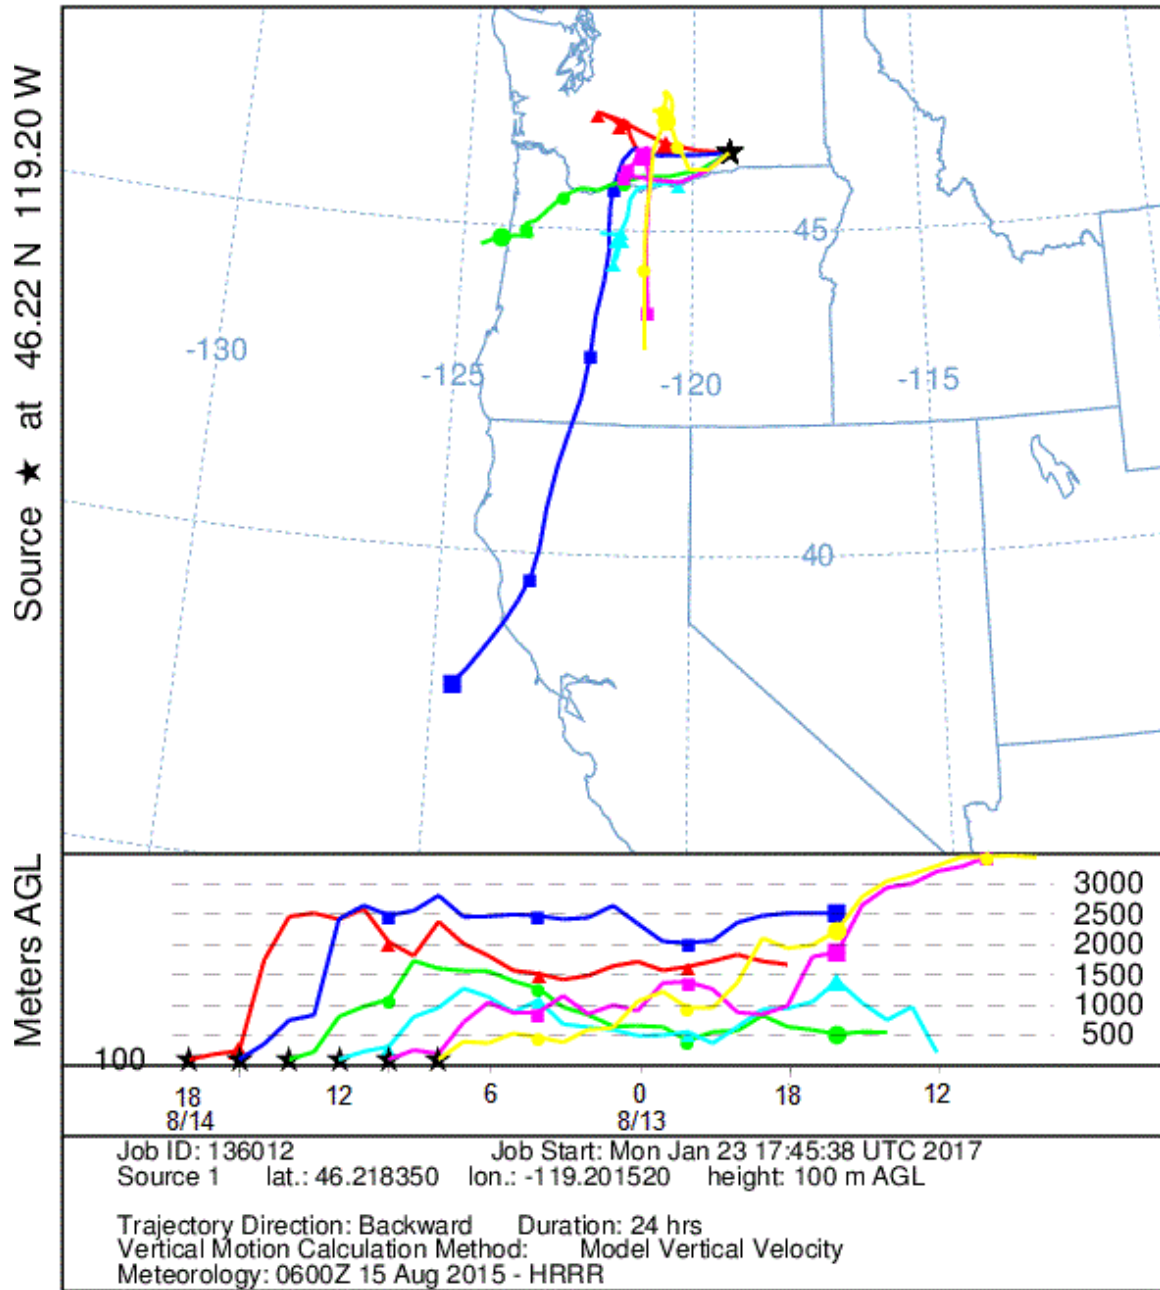 Source ★ at 46.22 N 119.20 W
45
-130
-125
-120
-115
40
Meters AGL
3000
2500
2000
1500
1000
500
100
18 12 6 0 18 12
8/14 8/13
Job ID: 136012 Job Start: Mon Jan 23 17:45:38 UTC 2017
Source 1 lat.: 46.218350 lon.: -119.201520 height: 100 m AGL
Trajectory Direction: Backward Duration: 24 hrs
Vertical Motion Calculation Method: Model Vertical Velocity
Meteorology: 0600Z 15 Aug 2015 - HRRR